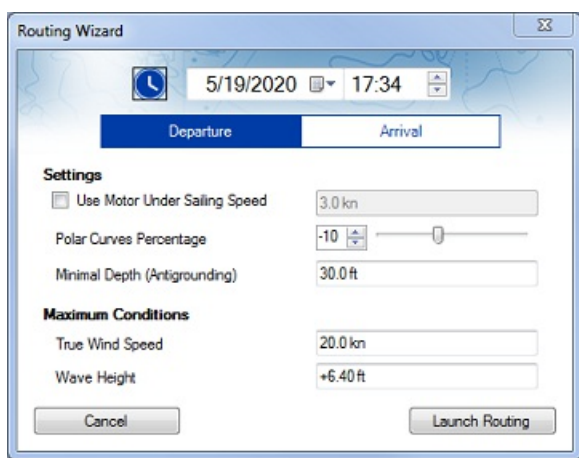 Routing Wizard
5/19/2020 17:34
Departure Arrival
Settings
Use Motor Under Sailing Speed 3.0 kn
Polar Curves Percentage -10
Minimal Depth (Antigrounding) 30.0 ft
Maximum Conditions
True Wind Speed 20.0 kn
Wave Height +6.40 ft
Cancel Launch Routing